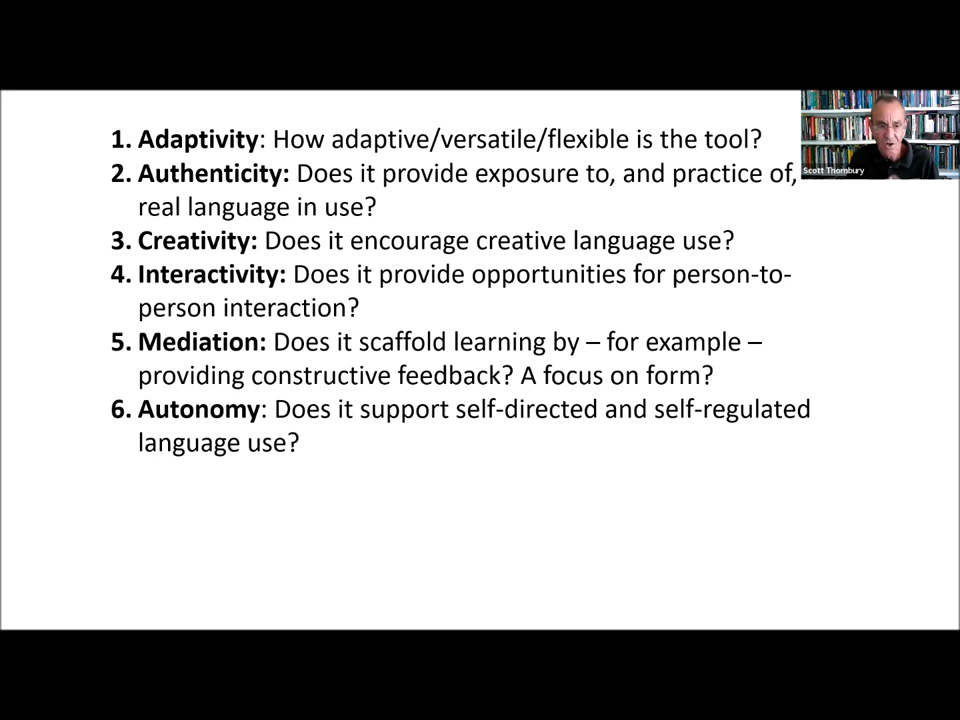 1. Adaptivity: How adaptive/versatile/flexible is the tool?
2. Authenticity: Does it provide exposure to, and practice of,
real language in use?
3. Creativity: Does it encourage creative language use?
4. Interactivity: Does it provide opportunities for person-to-
person interaction?
5. Mediation: Does it scaffold learning by – for example –
providing constructive feedback? A focus on form?
6. Autonomy: Does it support self-directed and self-regulated
language use?
Scott Thornbury